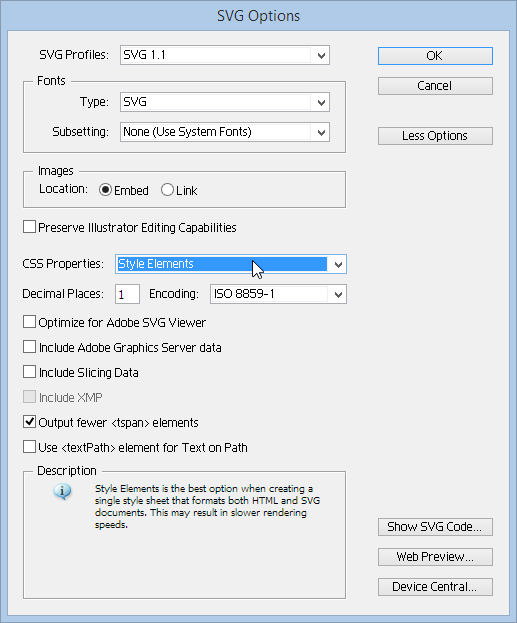 SVG Options
SVG Profiles: SVG 1.1
OK
Cancel
Less Options
Fonts
Type: SVG
Subsetting: None (Use System Fonts)
Images
Location: Embed Link
Preserve Illustrator Editing Capabilities
CSS Properties: Style Elements
Decimal Places: 1 Encoding: ISO 8859-1
Optimize for Adobe SVG Viewer
Include Adobe Graphics Server data
Include Slicing Data
Include XMP
Output fewer <tspan> elements
Use <textPath> element for Text on Path
Description
Style Elements is the best option when creating a
single style sheet that formats both HTML and SVG
documents. This may result in slower rendering
speeds.
Show SVG Code...
Web Preview...
Device Central...